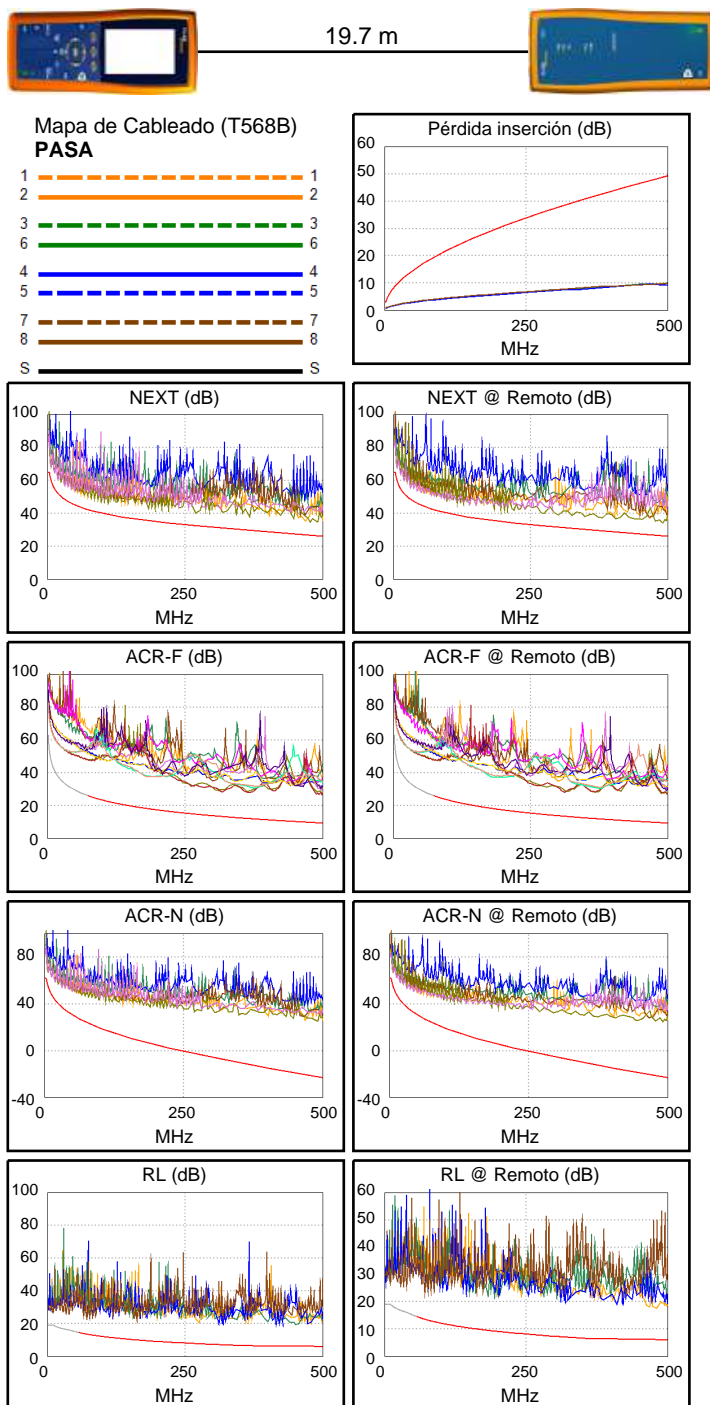 19.7 m
Mapa de Cableado (T568B)
PASA
1 1
2 2
3 3
6 6
4 4
5 5
7 7
8 8
S S
Pérdida inserción (dB)
60
50
40
30
20
10
0
0 250 500
MHz
NEXT (dB)
100
80
60
40
20
0
0 250 500
MHz
NEXT @ Remoto (dB)
100
80
60
40
20
0
0 250 500
MHz
ACR-F (dB)
100
80
60
40
20
0
0 250 500
MHz
ACR-F @ Remoto (dB)
100
80
60
40
20
0
0 250 500
MHz
ACR-N (dB)
80
40
0
-40
0 250 500
MHz
ACR-N @ Remoto (dB)
80
40
0
-40
0 250 500
MHz
RL (dB)
100
80
60
40
20
0
0 250 500
MHz
RL @ Remoto (dB)
60
50
40
30
20
10
0
0 250 500
MHz